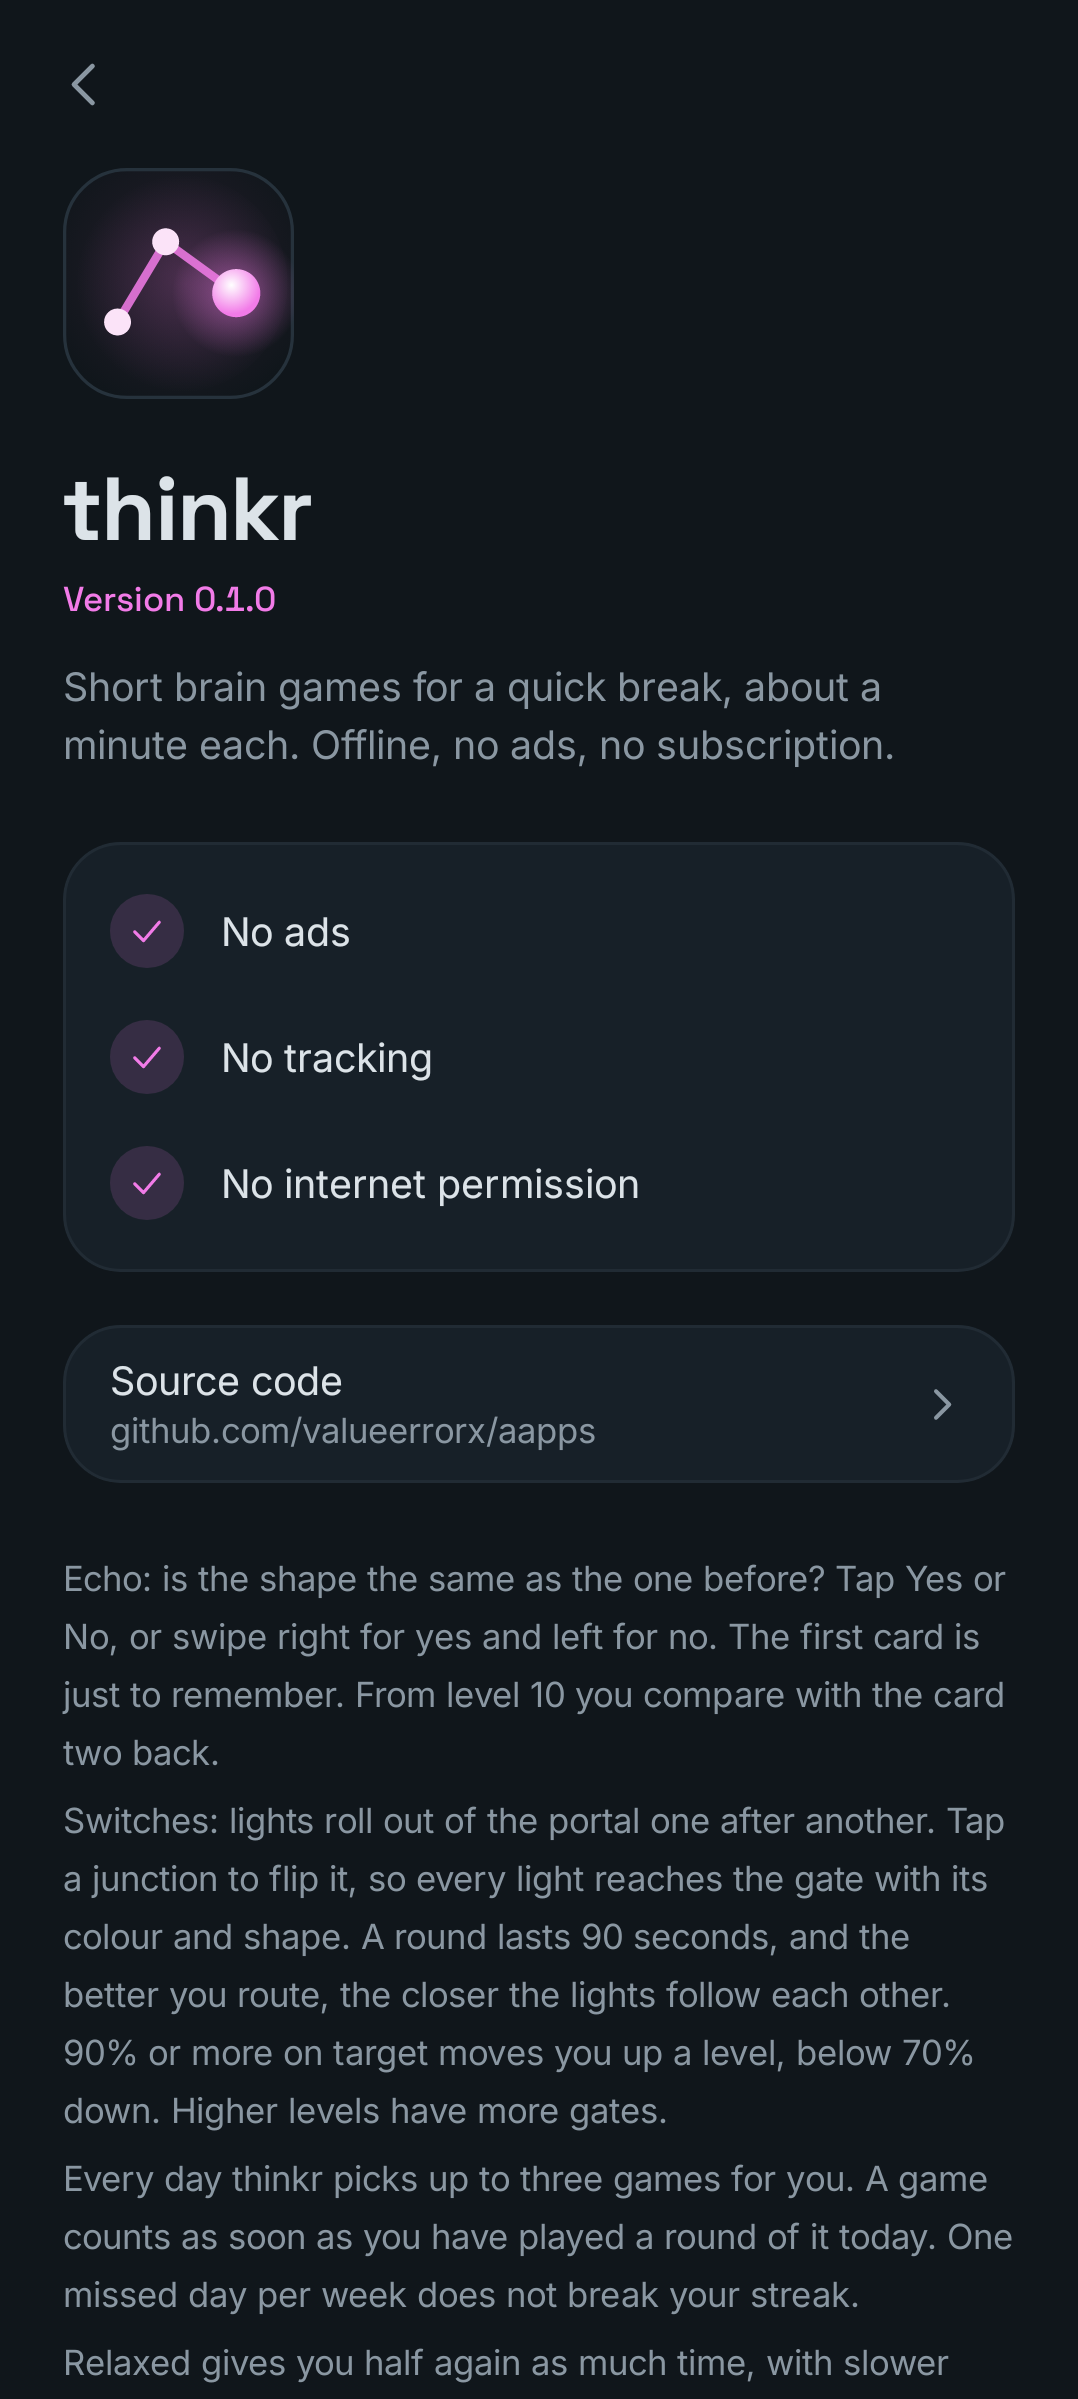 thinkr
Version 0.1.0
Short brain games for a quick break, about a
minute each. Offline, no ads, no subscription.
No ads
No tracking
No internet permission
Source code
github.com/valueerrorx/aapps
Echo: is the shape the same as the one before? Tap Yes or
No, or swipe right for yes and left for no. The first card is
just to remember. From level 10 you compare with the card
two back.
Switches: lights roll out of the portal one after another. Tap
a junction to flip it, so every light reaches the gate with its
colour and shape. A round lasts 90 seconds, and the
better you route, the closer the lights follow each other.
90% or more on target moves you up a level, below 70%
down. Higher levels have more gates.
Every day thinkr picks up to three games for you. A game
counts as soon as you have played a round of it today. One
missed day per week does not break your streak.
Relaxed gives you half again as much time, with slower